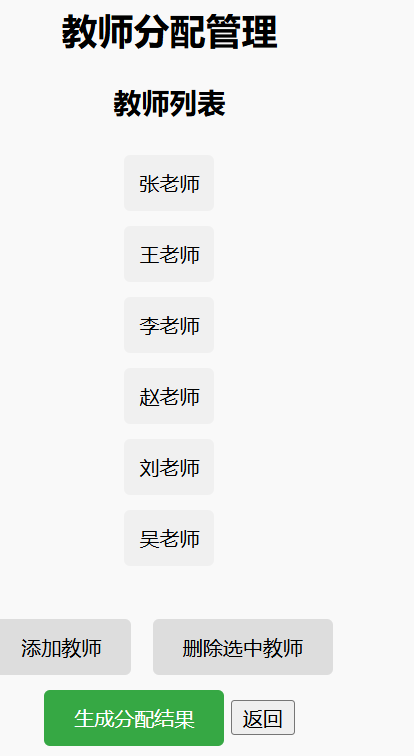 教师分配管理
教师列表
张老师
王老师
李老师
赵老师
刘老师
吴老师
添加教师 删除选中教师
生成分配结果 返回